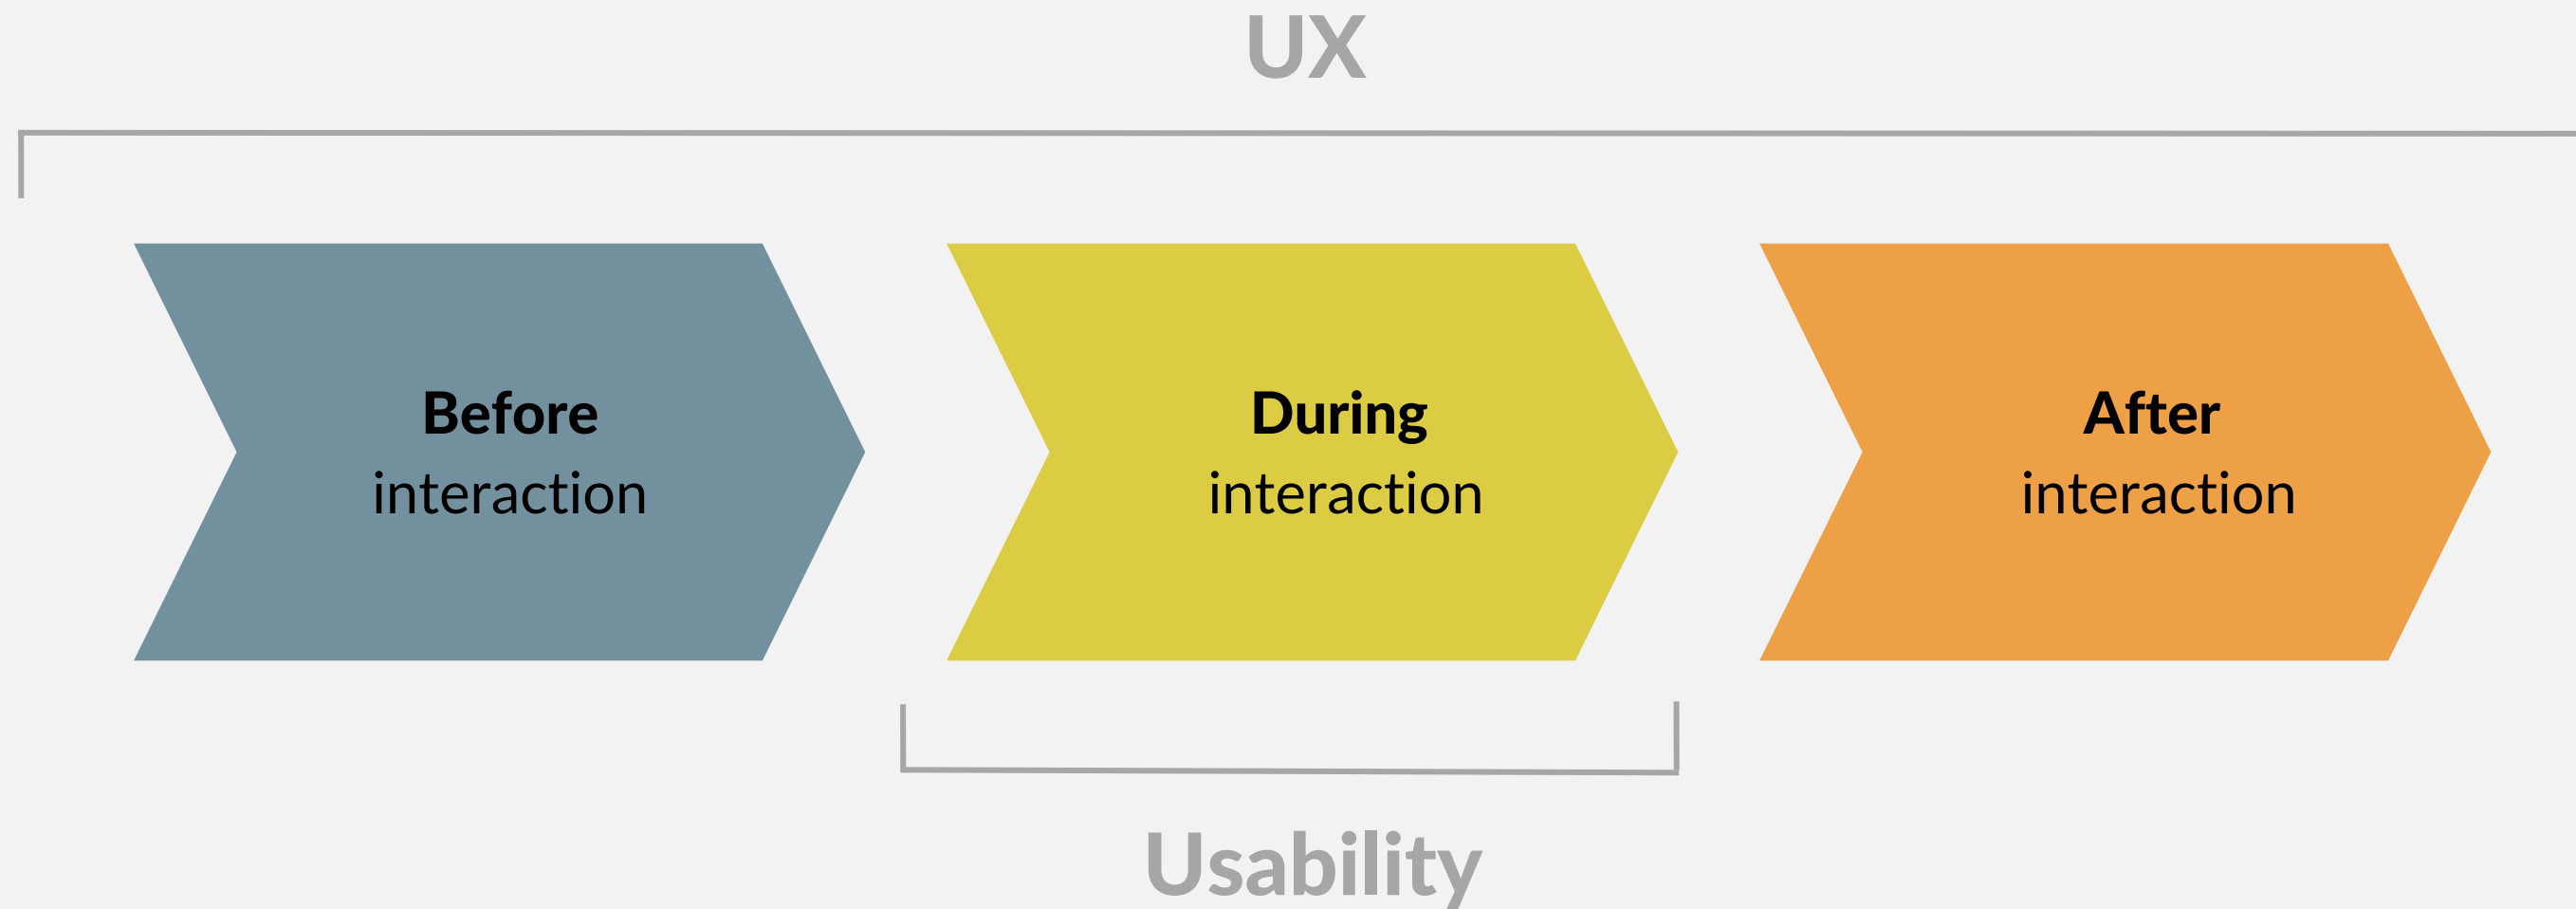 UX
Before
interaction
During
interaction
After
interaction
Usability